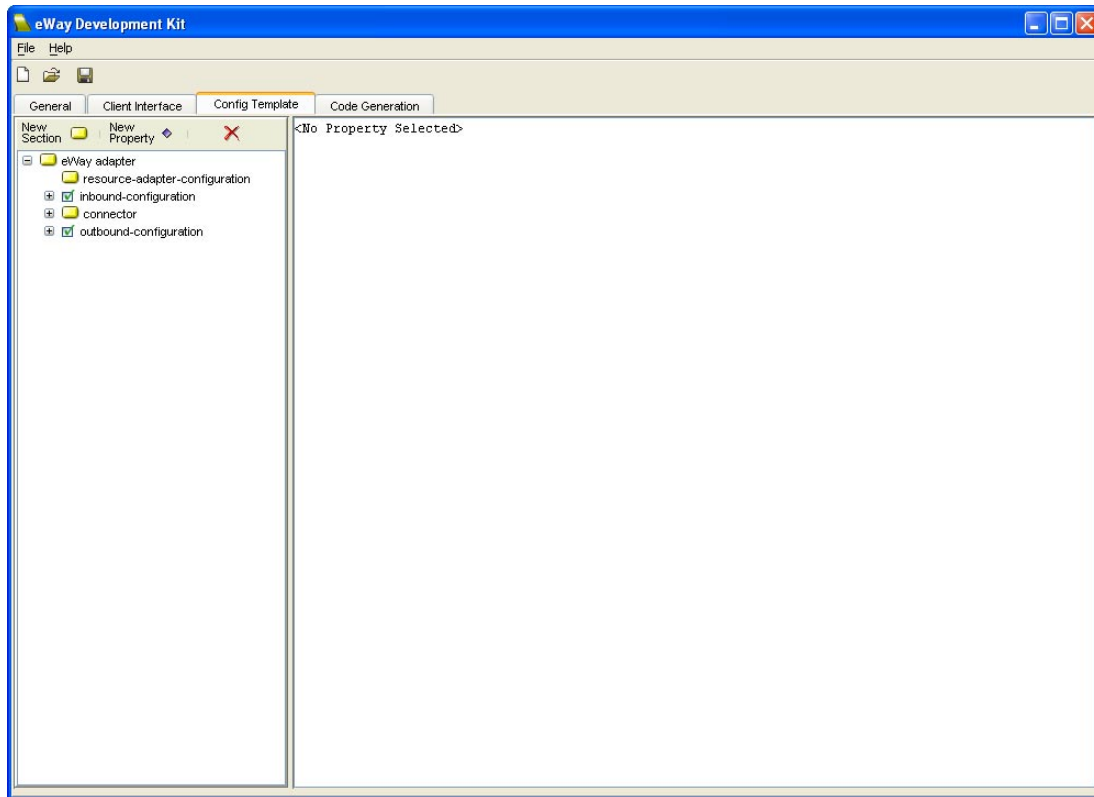 eWay Development Kit
File Help
General Client Interface Config Template Code Generation
New Section New Property
<No Property Selected>
eWay adapter
resource-adapter-configuration
inbound-configuration
connector
outbound-configuration